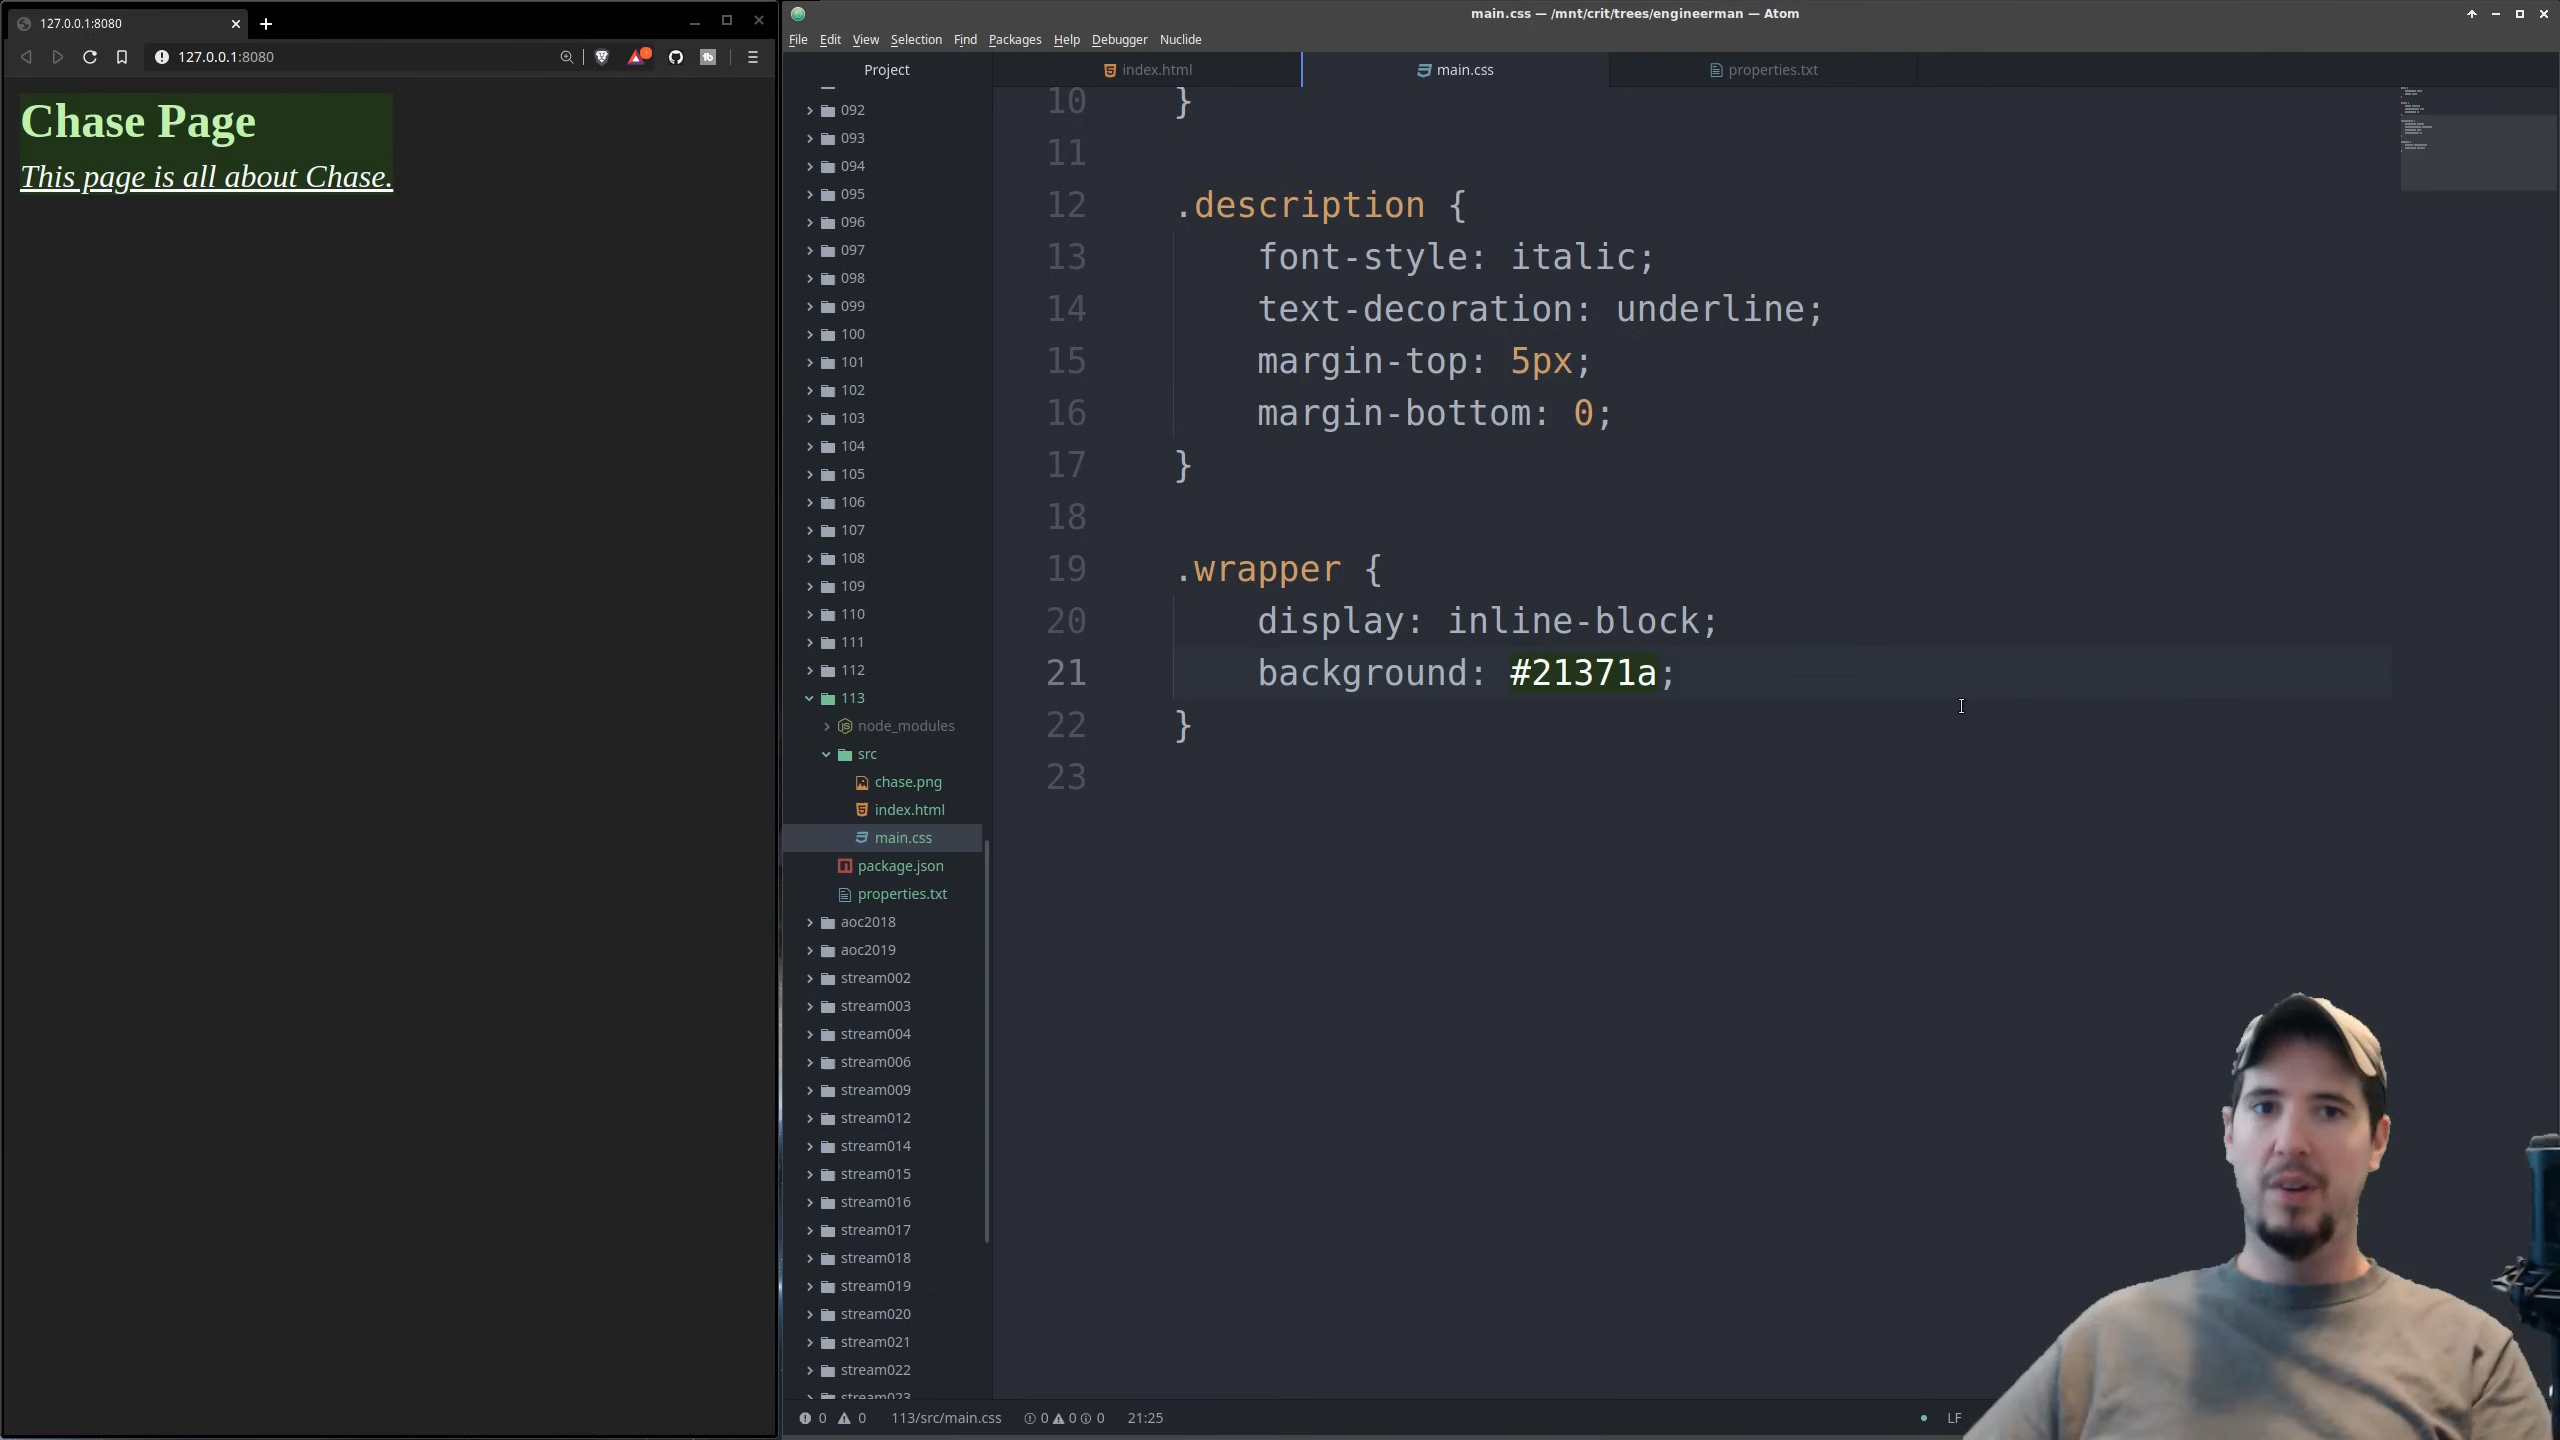 127.0.0.1:8080
127.0.0.1:8080
Chase Page
This page is all about Chase.
main.css — /mnt/crit/trees/engineerman — Atom
File Edit View Selection Find Packages Help Debugger Nuclide
Project
index.html
main.css
properties.txt
092
093
094
095
096
097
098
099
100
101
102
103
104
105
106
107
108
109
110
111
112
113
node_modules
src
chase.png
index.html
main.css
package.json
properties.txt
aoc2018
aoc2019
stream002
stream003
stream004
stream006
stream009
stream012
stream014
stream015
stream016
stream017
stream018
stream019
stream020
stream021
stream022
stream023
10 }
11
12 .description {
13 font-style: italic;
14 text-decoration: underline;
15 margin-top: 5px;
16 margin-bottom: 0;
17 }
18
19 .wrapper {
20 display: inline-block;
21 background: #21371a;
22 }
23
0 0 113/src/main.css 0 0 0 21:25 LF